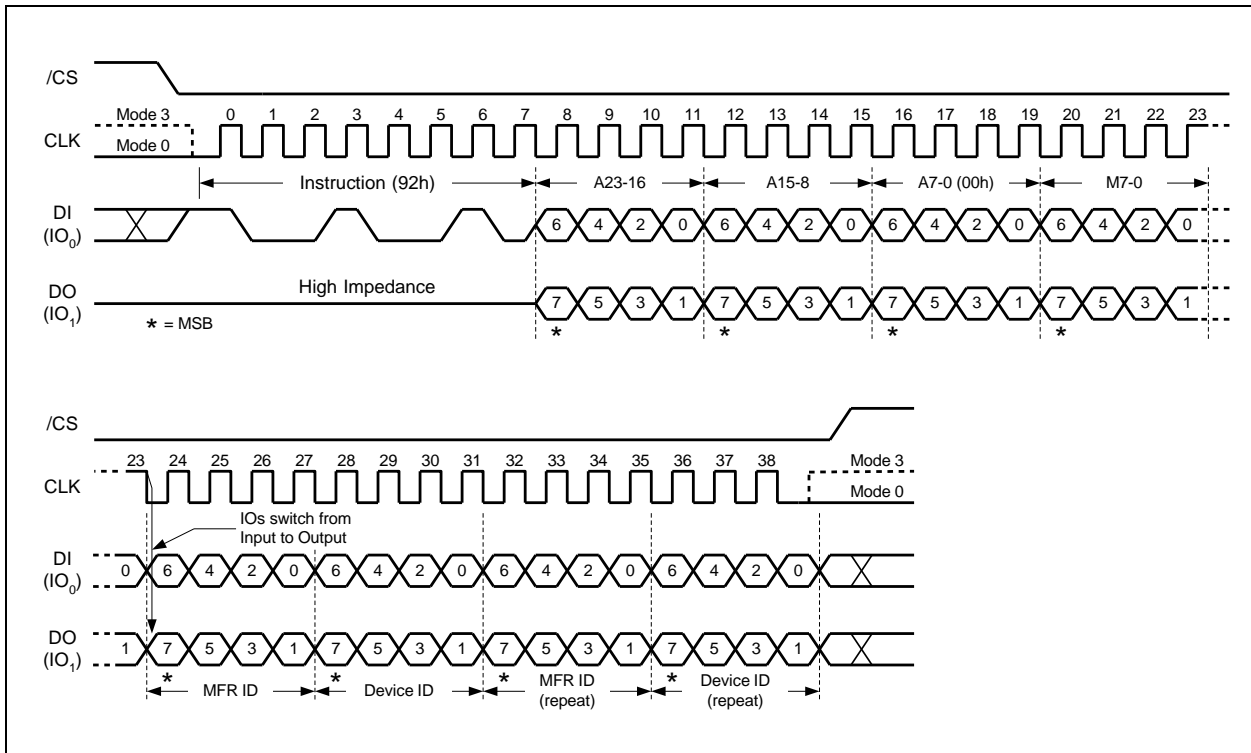 /CS
Mode 3 0 1 2 3 4 5 6 7 8 9 10 11 12 13 14 15 16 17 18 19 20 21 22 23
CLK
Mode 0
Instruction (92h) A23-16 A15-8 A7-0 (00h) M7-0
DI
(IO0) 6 4 2 0 6 4 2 0 6 4 2 0 6 4 2 0
High Impedance
DO
(IO1) 7 5 3 1 7 5 3 1 7 5 3 1 7 5 3 1
* = MSB * * * *
/CS
23 24 25 26 27 28 29 30 31 32 33 34 35 36 37 38 Mode 3
CLK
Mode 0
IOs switch from
Input to Output
DI
(IO0) 0 6 4 2 0 6 4 2 0 6 4 2 0 6 4 2 0
DO
(IO1) 1 7 5 3 1 7 5 3 1 7 5 3 1 7 5 3 1
* MFR ID * Device ID * MFR ID
(repeat) * Device ID
(repeat)